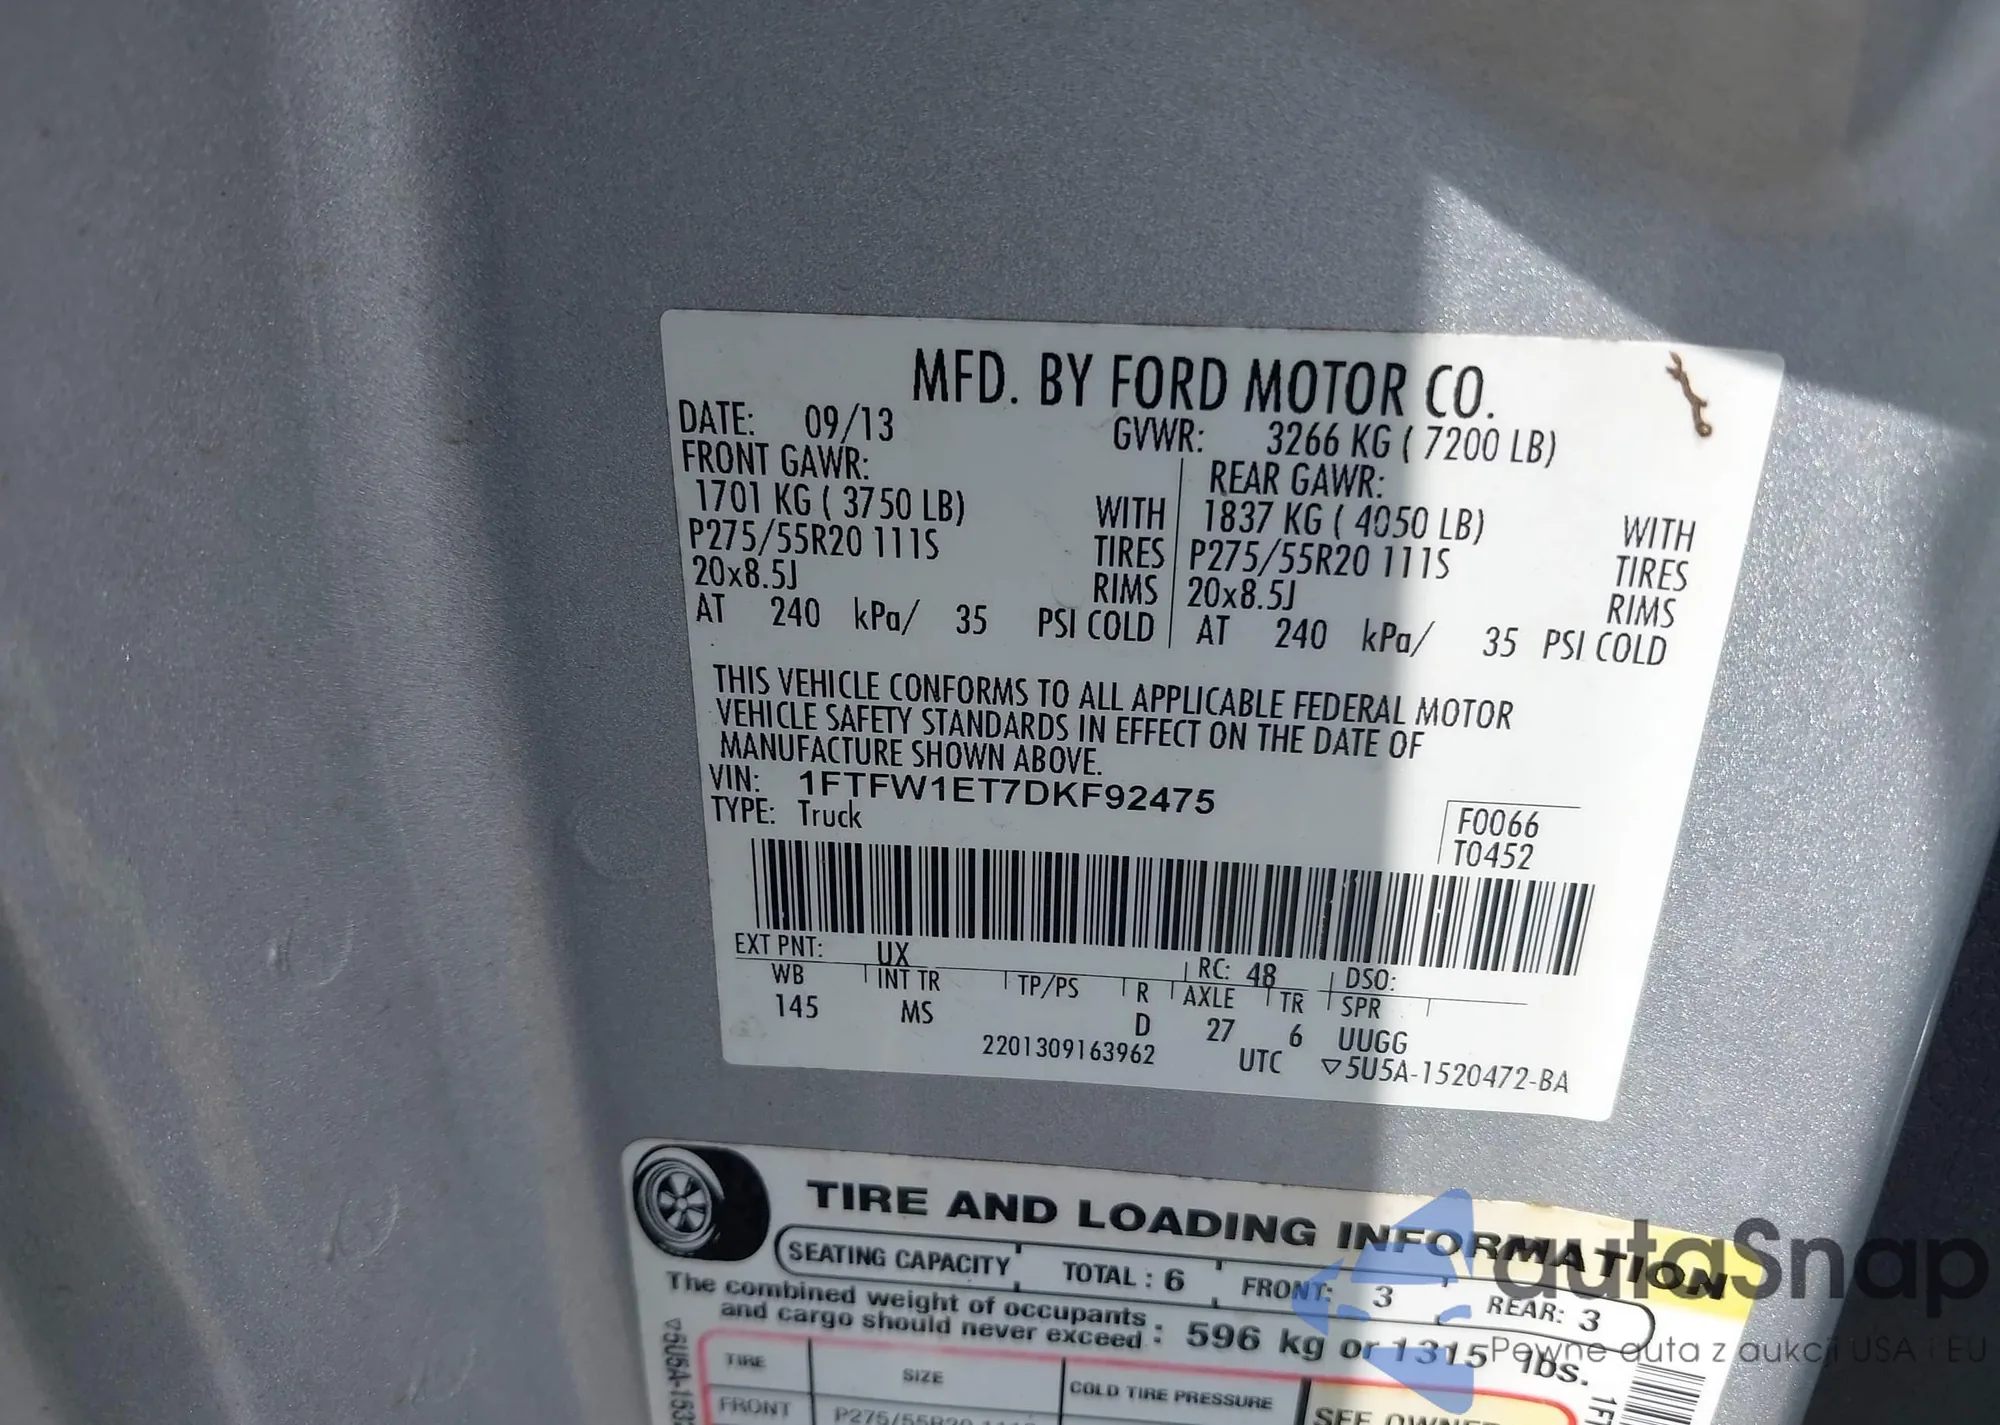 MFD. BY FORD MOTOR CO.
DATE: 09/13 GVWR: 3266 KG ( 7200 LB)
FRONT GAWR: REAR GAWR:
1701 KG ( 3750 LB) WITH 1837 KG ( 4050 LB) WITH
P275/55R20 111S TIRES P275/55R20 111S TIRES
20x8.5J RIMS 20x8.5J RIMS
AT 240 kPa/ 35 PSI COLD AT 240 kPa/ 35 PSI COLD
THIS VEHICLE CONFORMS TO ALL APPLICABLE FEDERAL MOTOR
VEHICLE SAFETY STANDARDS IN EFFECT ON THE DATE OF
MANUFACTURE SHOWN ABOVE.
VIN: 1FTFW1ET7DKF92475
TYPE: Truck
F0066
T0452
EXT PNT: UX RC: 48 DSO:
WB INT TR TP/PS R AXLE TR SPR
145 MS D 27 6 UUGG
2201309163962 UTC ▽5U5A-1520472-BA
TIRE AND LOADING INFORMATION
SEATING CAPACITY TOTAL : 6 FRONT: 3 REAR: 3
The combined weight of occupants
and cargo should never exceed : 596 kg or 1315 lbs.
TIRE SIZE COLD TIRE PRESSURE
FRONT P275/55R20
SEE OWNER
autaSnap
Pewne auta z aukcji USA i EU